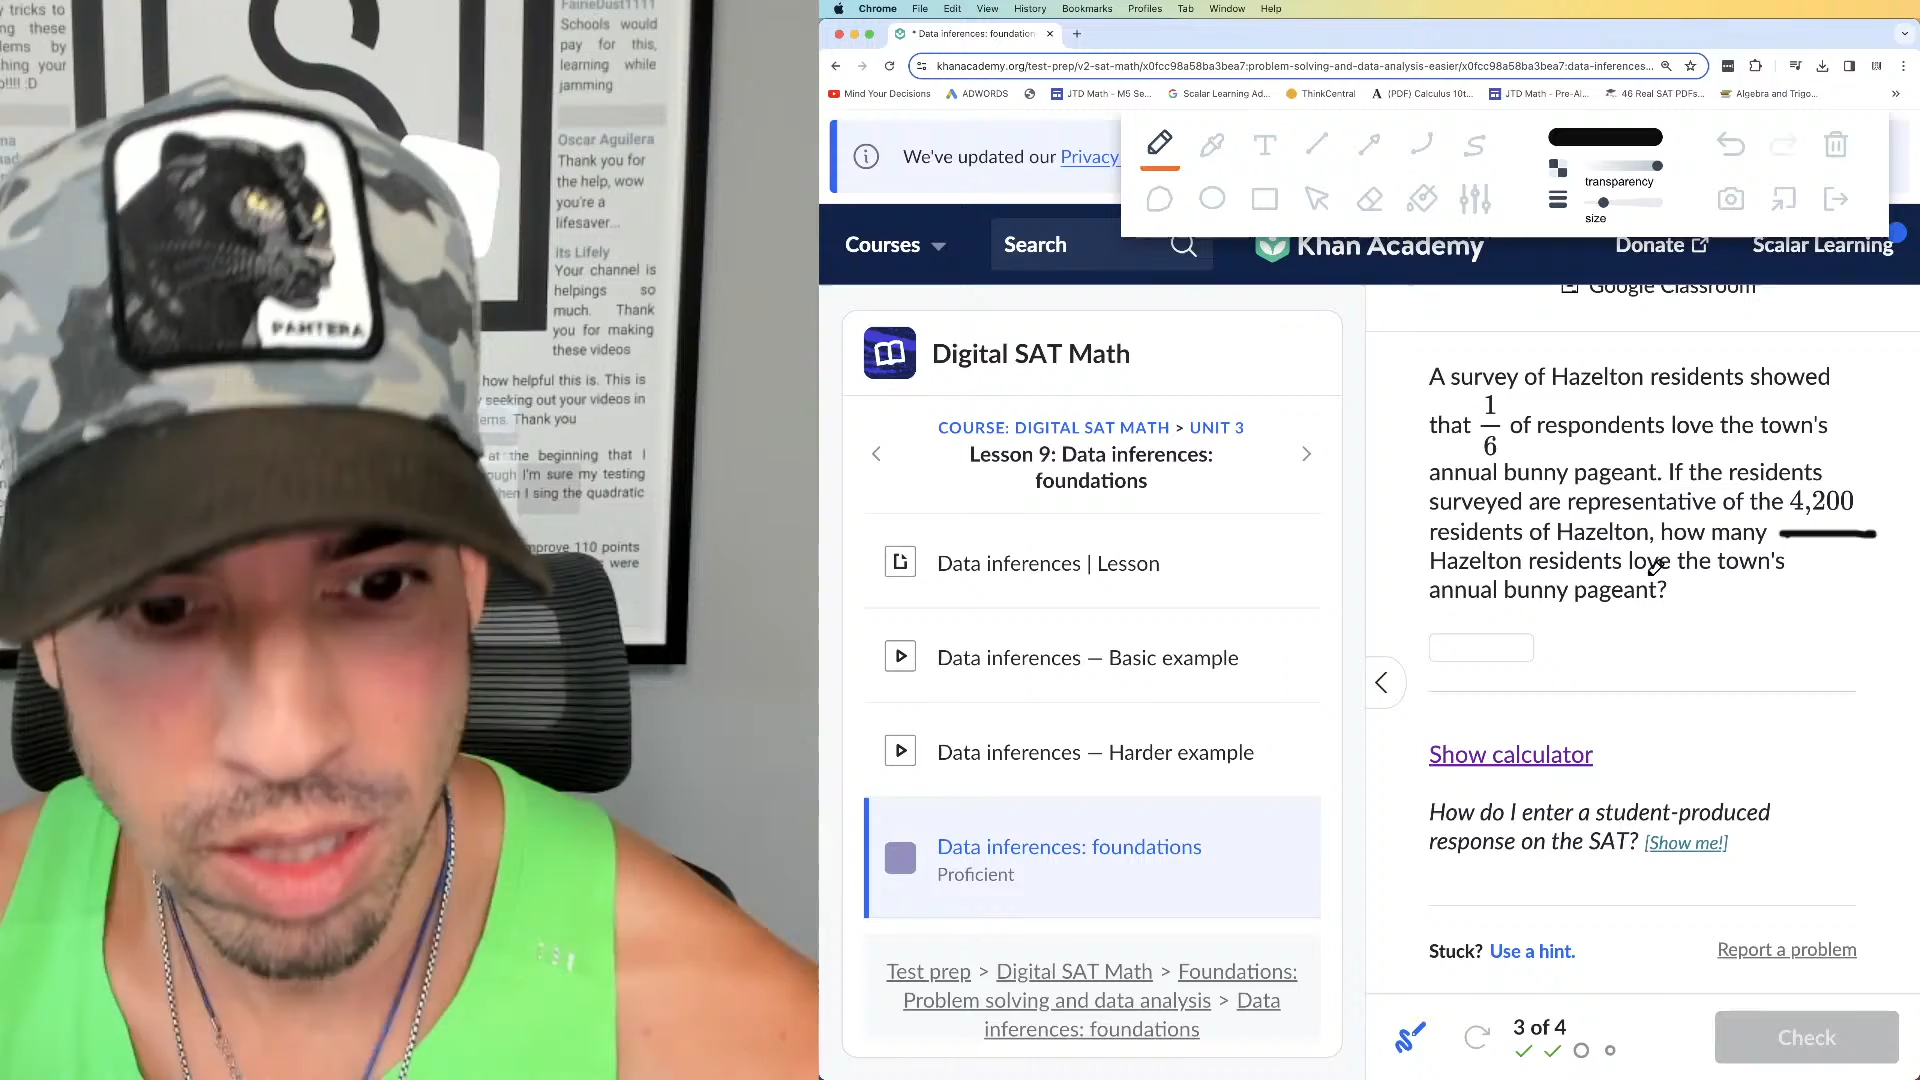 y tricks to
ing these
lems by
hing your
o!!!! :D
ma
FairieDust1111
Schools would
pay for this,
learning while
jamming
Oscar Aguilera
Thank you for
the help, wow
you're a
lifesaver...
Its Lifely
Your channel is
helpings so
much. Thank
you for making
these videos
how helpful this is. This is
seeking out your videos in
ems. Thank you
at the beginning that I
ough I'm sure my testing
hen I sing the quadratic
mprove 110 points
were
PANTERA
Chrome File Edit View History Bookmarks Profiles Tab Window Help
* Data inferences: foundation
khanacademy.org/test-prep/v2-sat-math/x0fcc98a58ba3bea7:problem-solving-and-data-analysis-easier/x0fcc98a58ba3bea7:data-inferences...
Mind Your Decisions ADWORDS JTD Math - M5 Se... Scalar Learning Ad... ThinkCentral (PDF) Calculus 10t... JTD Math - Pre-Al... 46 Real SAT PDFs... Algebra and Trigo...
We've updated our Privacy
transparency
size
Courses Search Khan Academy Donate Scalar Learning
Google Classroom
Digital SAT Math
COURSE: DIGITAL SAT MATH > UNIT 3
Lesson 9: Data inferences:
foundations
Data inferences | Lesson
Data inferences — Basic example
Data inferences — Harder example
Data inferences: foundations
Proficient
Test prep > Digital SAT Math > Foundations:
Problem solving and data analysis > Data
inferences: foundations
A survey of Hazelton residents showed
that 1/6 of respondents love the town's
annual bunny pageant. If the residents
surveyed are representative of the 4,200
residents of Hazelton, how many
Hazelton residents love the town's
annual bunny pageant?
Show calculator
How do I enter a student-produced
response on the SAT? [Show me!]
Stuck? Use a hint. Report a problem
3 of 4
Check